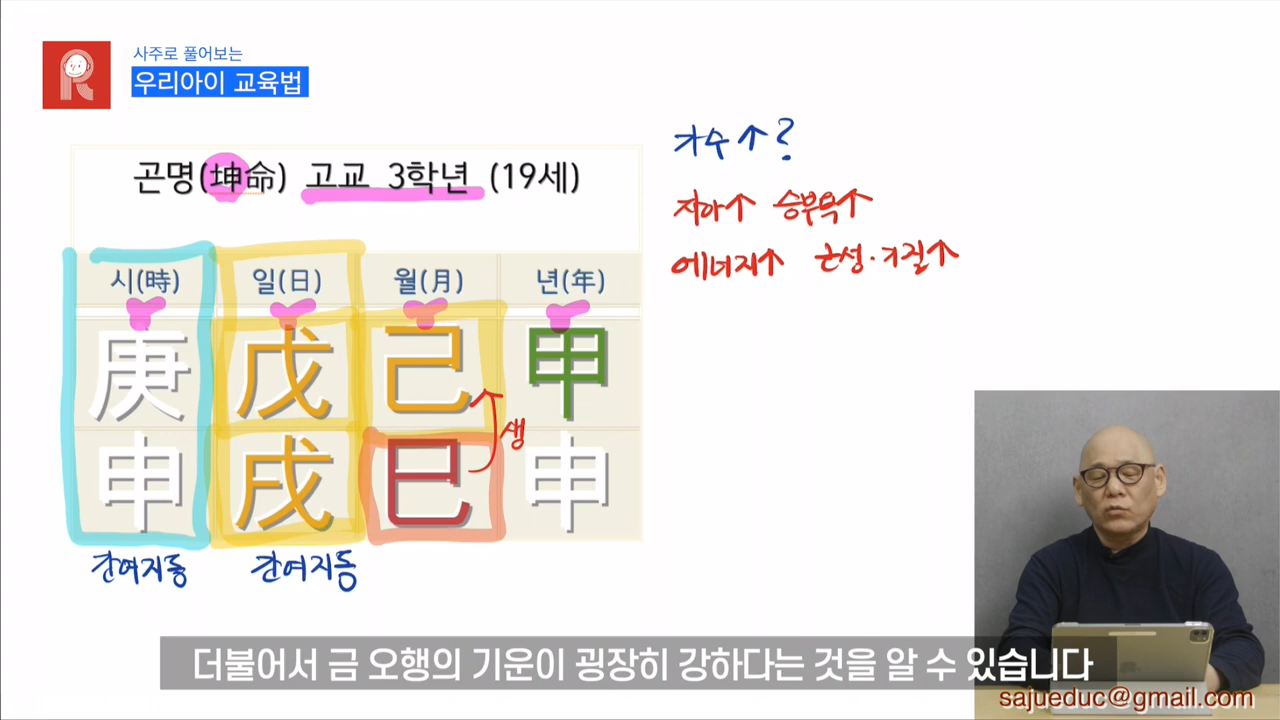 사주로 풀어보는
우리아이 교육법
곤명(坤命) 고교 3학년 (19세)
시(時) 일(日) 월(月) 년(年)
庚 戊 己 甲
申 戌 巳 申
생
간여지동 간여지동
가수↑?
자아↑ 승부욕↑
에너지↑ 근성·기질↑
더불어서 금 오행의 기운이 굉장히 강하다는 것을 알 수 있습니다
sajueduc@gmail.com